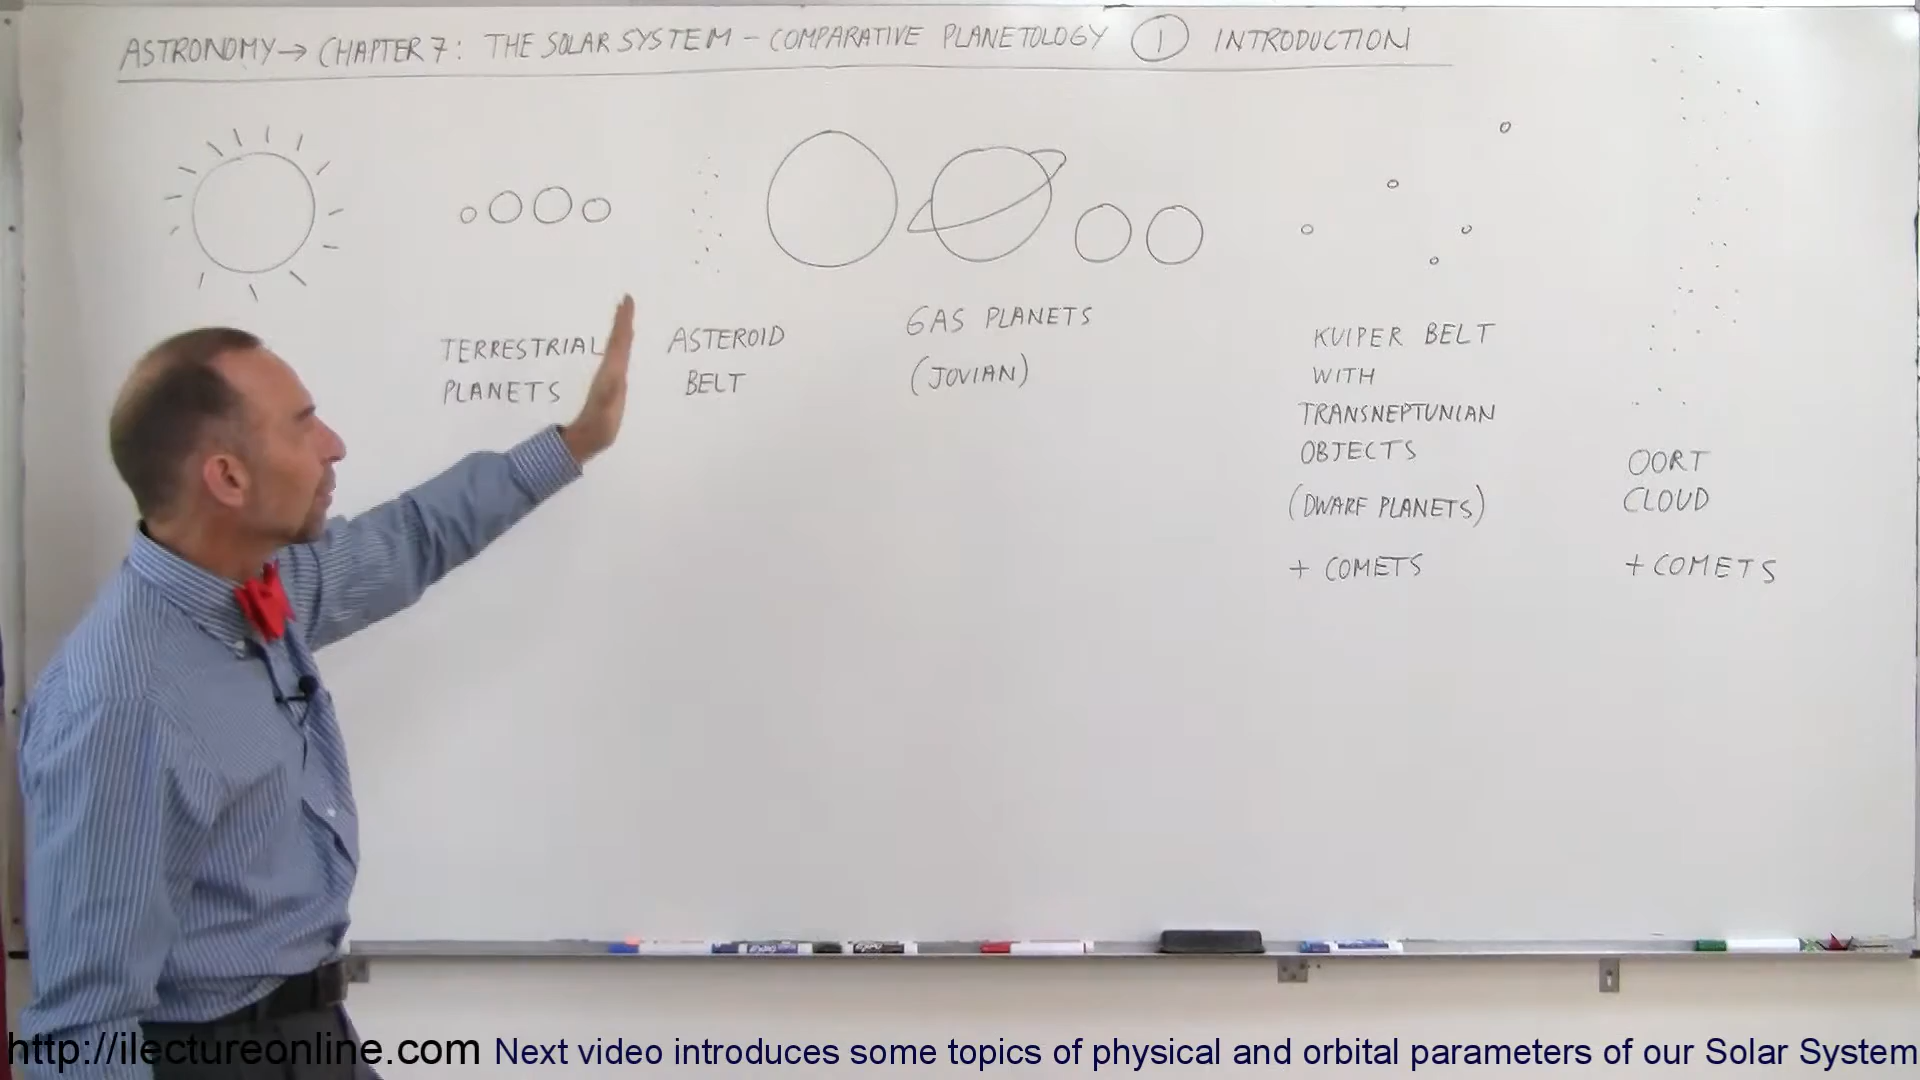 ASTRONOMY→ CHAPTER 7: THE SOLAR SYSTEM - COMPARATIVE PLANETOLOGY 1 INTRODUCTION
TERRESTRIAL
PLANETS
ASTEROID
BELT
GAS PLANETS
(JOVIAN)
KUIPER BELT
WITH
TRANSNEPTUNIAN
OBJECTS
(DWARF PLANETS)
+ COMETS
OORT
CLOUD
+ COMETS
http://ilectureonline.com Next video introduces some topics of physical and orbital parameters of our Solar System